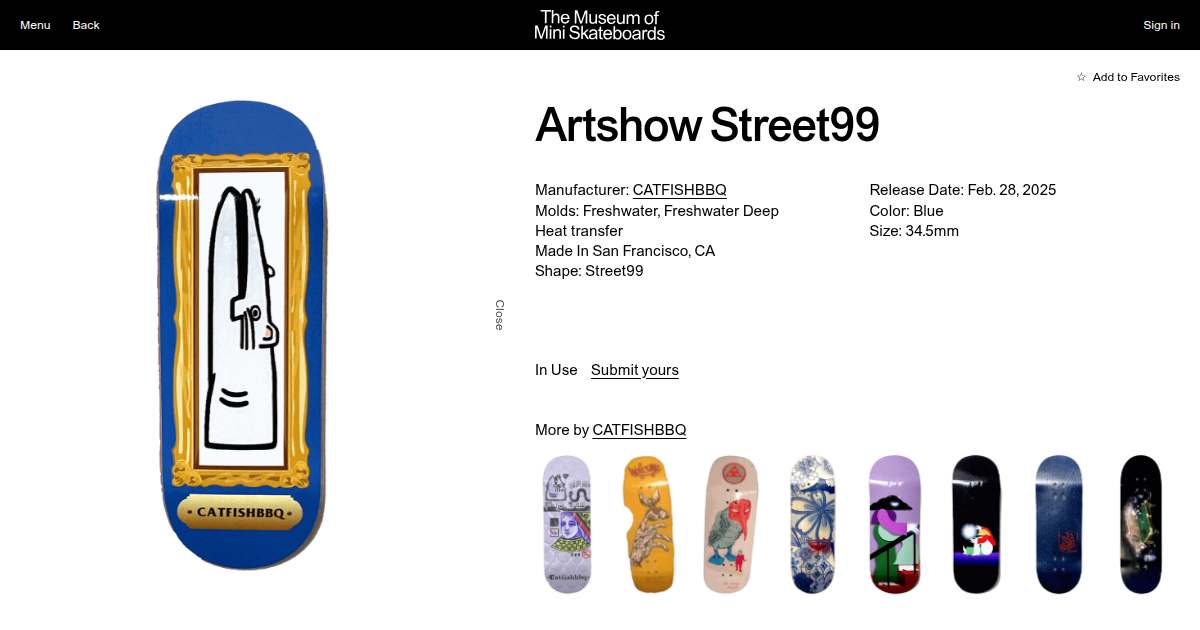 Menu
Back
The Museum of
Mini Skateboards
Sign in
☆ Add to Favorites
Artshow Street99
Manufacturer: CATFISHBBQ
Molds: Freshwater, Freshwater Deep
Heat transfer
Made In San Francisco, CA
Shape: Street99
Release Date: Feb. 28, 2025
Color: Blue
Size: 34.5mm
Close
• CATFISHBBQ •
In Use Submit yours
More by CATFISHBBQ
Catfishbbq